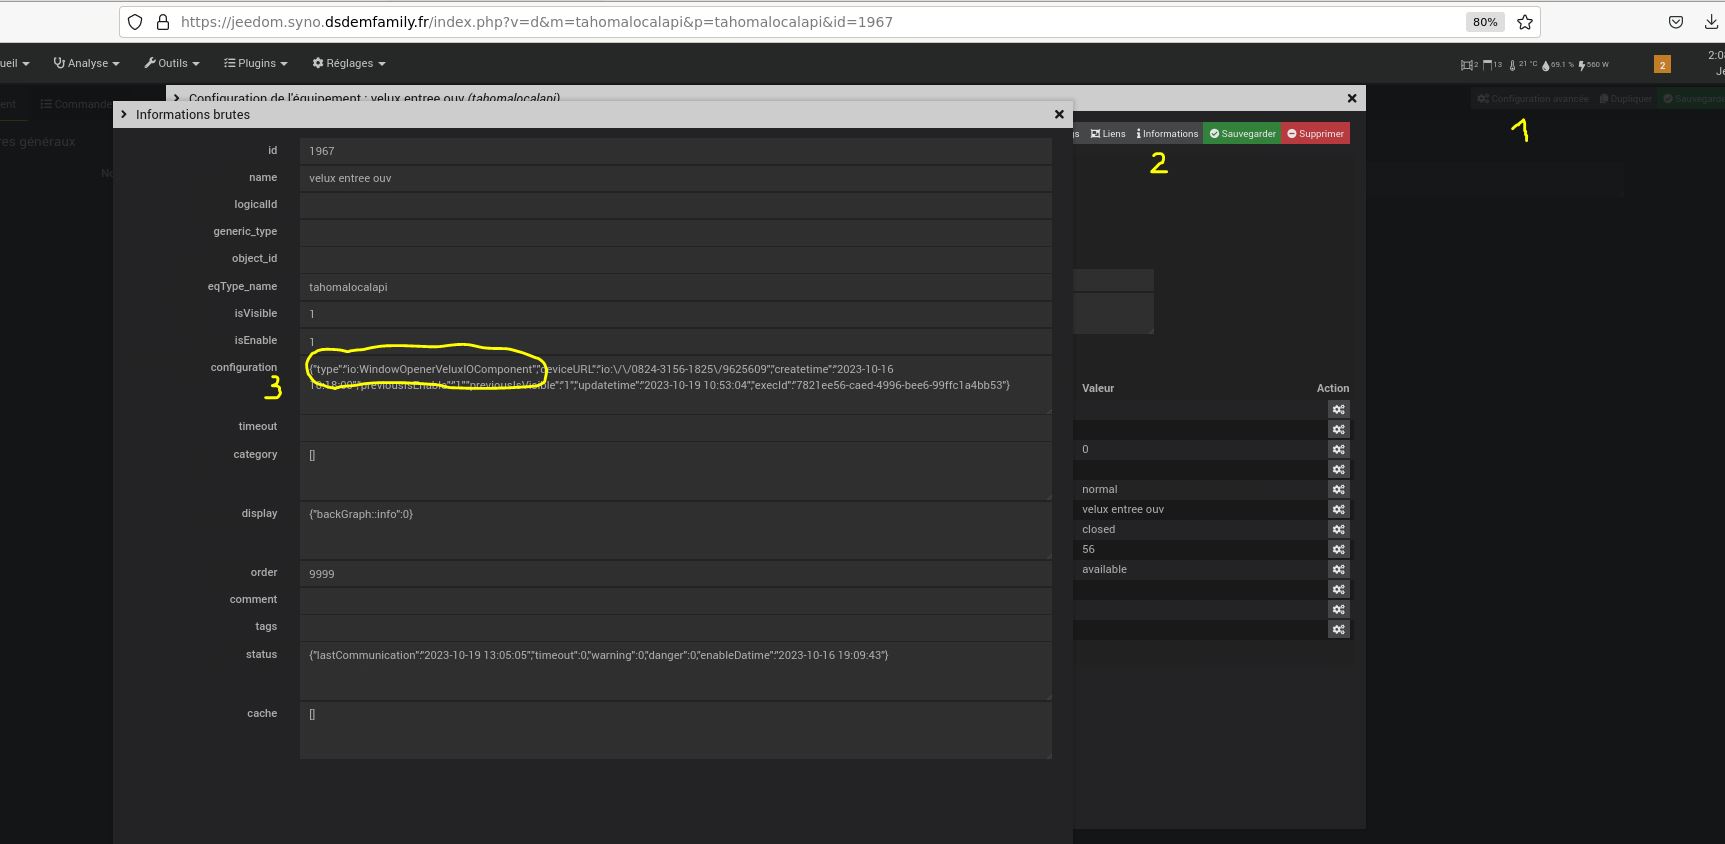 https://jeedom.syno.dsdemfamily.fr/index.php?v=d&m=tahomalocalapi&p=tahomalocalapi&id=1967
80%
ueil Analyse Outils Plugins Réglages
2 13 21 °C 69.1 % 560 W 2
ent Commande
Configuration de l'équipement : velux entree ouv (tahomalocalapi)
Configuration avancée Dupliquer Sauvegarde
Informations brutes
1
gs Liens Informations Sauvegarder Supprimer
2
res généraux
No
id 1967
name velux entree ouv
logicalId
generic_type
object_id
eqType_name tahomalocalapi
isVisible 1
isEnable 1
configuration {"type":"io:WindowOpenerVeluxIOComponent","deviceURL":"io:\/\/0824-3156-1825\/9625609","createtime":"2023-10-16
16:18:00","previousIsEnable":"1","previousIsVisible":"1","updatetime":"2023-10-19 10:53:04","execId":"7821ee56-caed-4996-bee6-99ffc1a4bb53"}
3
timeout
category []
display {"backGraph::info":0}
order 9999
comment
tags
status {"lastCommunication":"2023-10-19 13:05:05","timeout":0,"warning":0,"danger":0,"enableDatime":"2023-10-16 19:09:43"}
cache []
Valeur Action
0
normal
velux entree ouv
closed
56
available